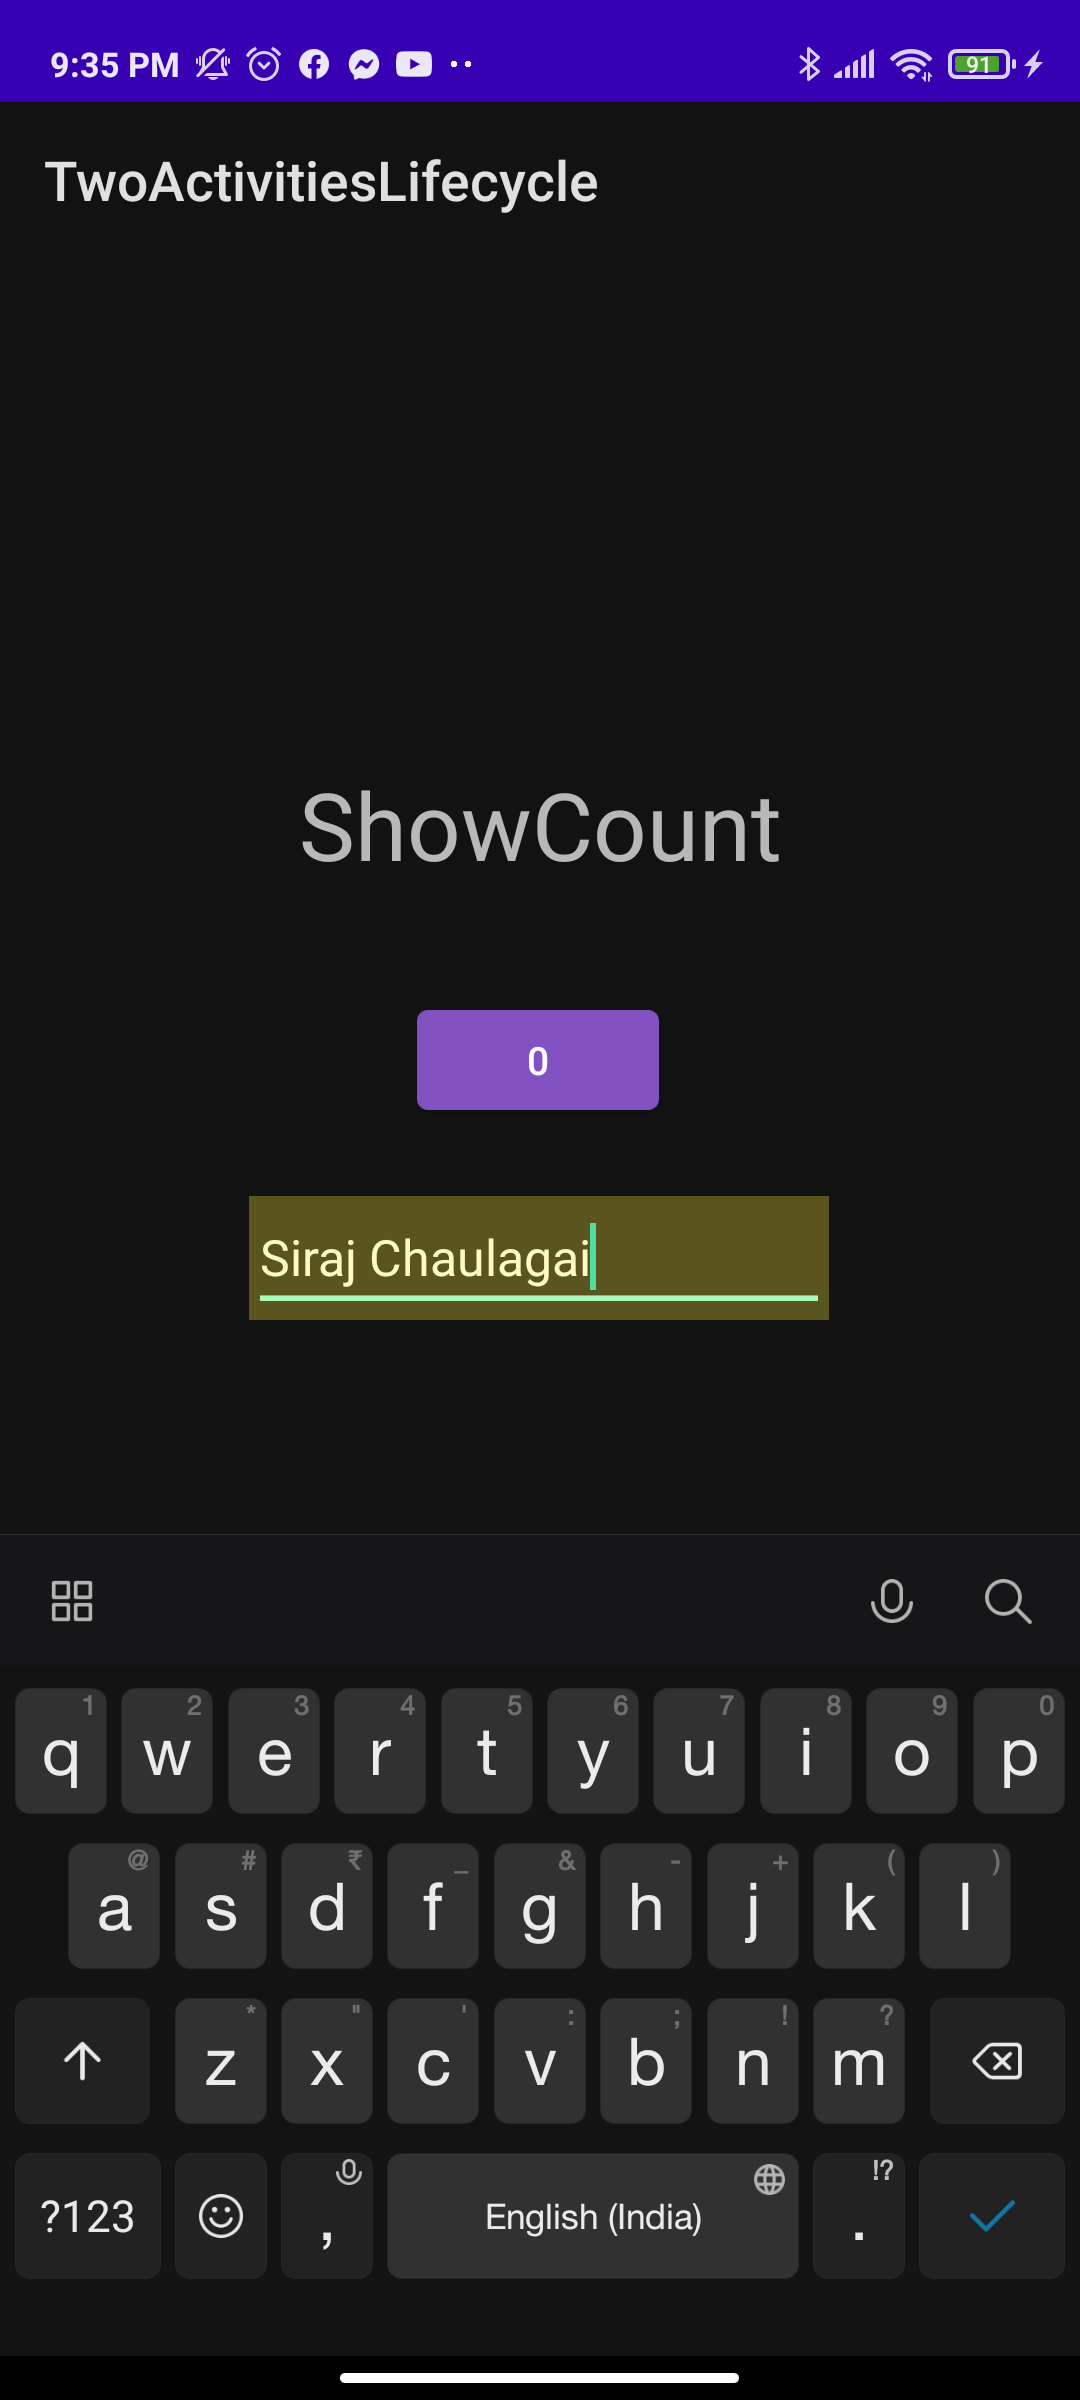 9:35 PM 91
TwoActivitiesLifecycle
ShowCount
0
Siraj Chaulagai
1 2 3 4 5 6 7 8 9 0
q w e r t y u i o p
@ # ₹ _ & - + ( )
a s d f g h j k l
* " ' : ; ! ?
z x c v b n m
!?
?123 , English (India) .